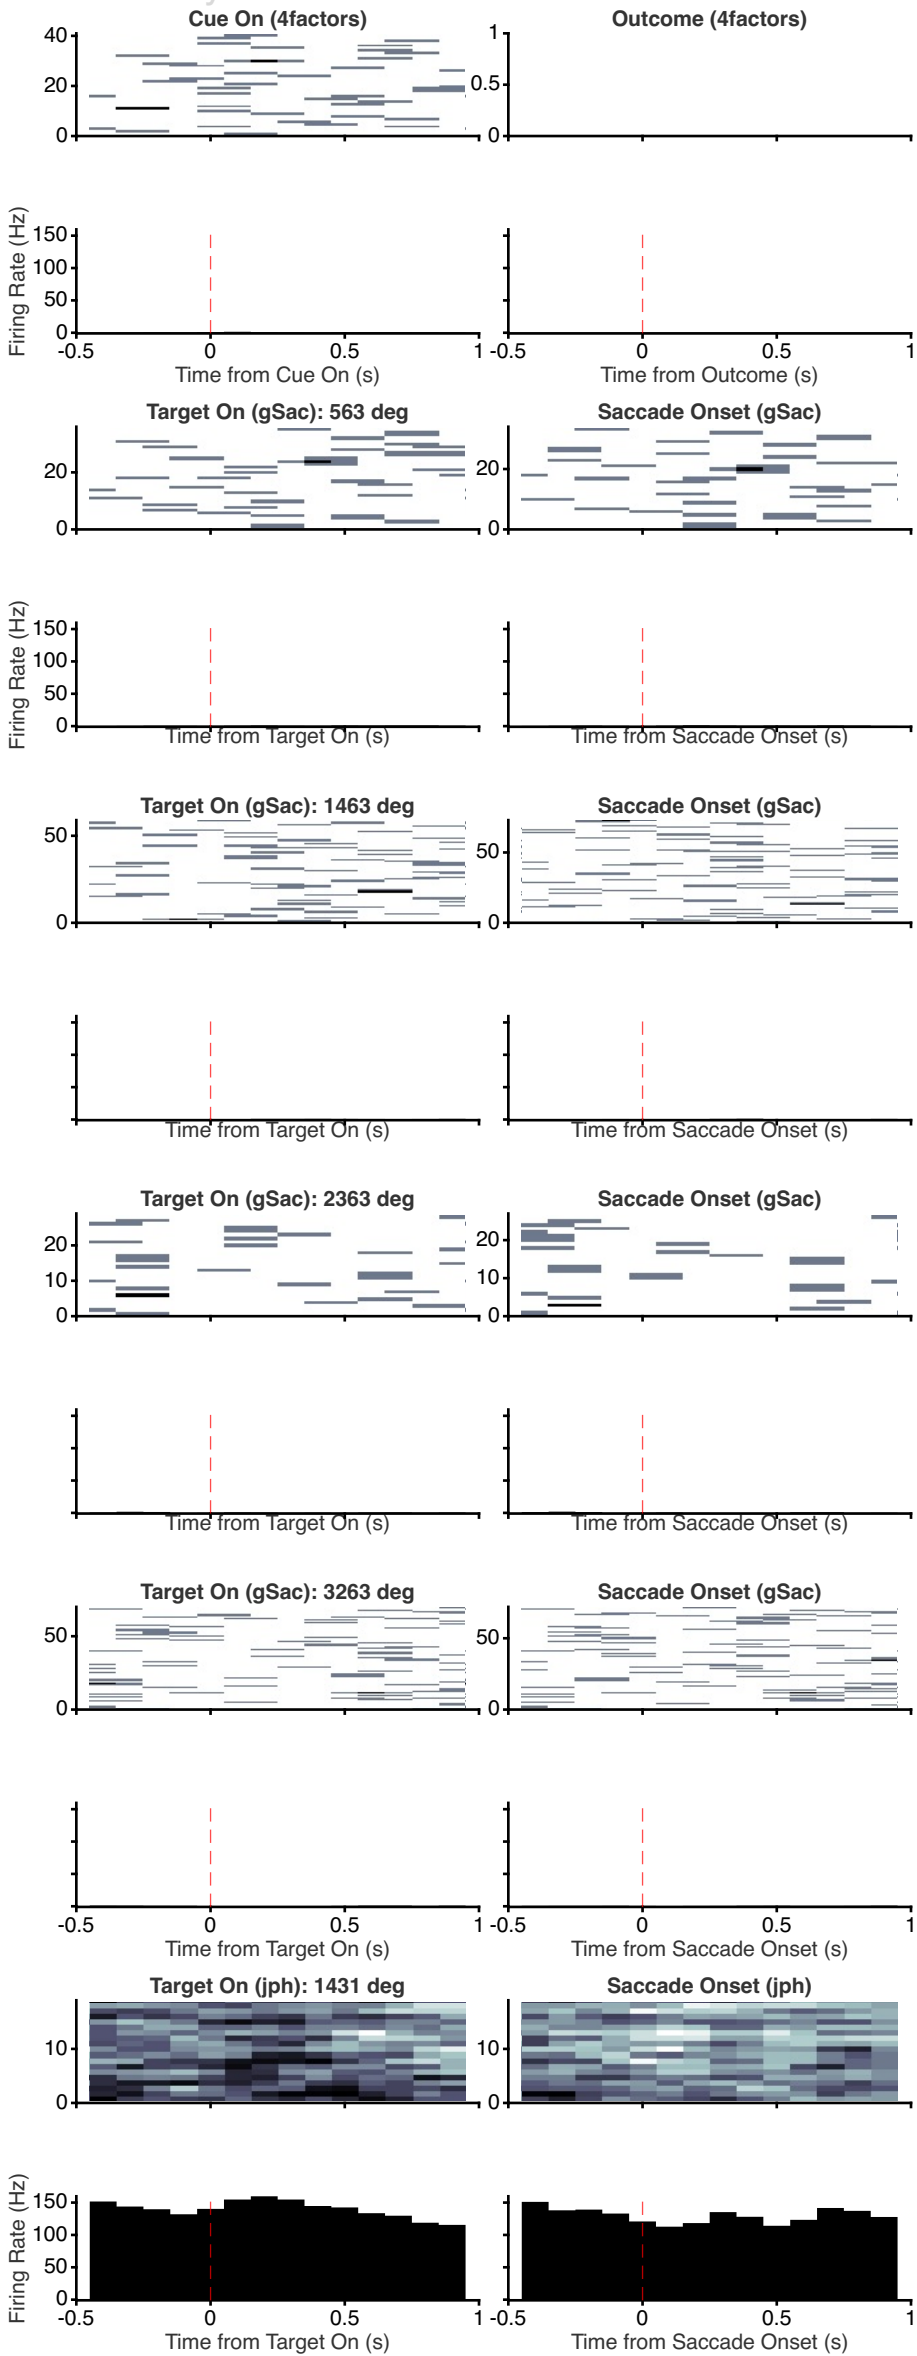 Cue On (4factors)
Outcome (4factors)
40
20
0
1
0.5
0
Firing Rate (Hz)
150
100
50
0
-0.5 0 0.5 1
-0.5 0 0.5 1
Time from Cue On (s)
Time from Outcome (s)
Target On (gSac): 563 deg
Saccade Onset (gSac)
20
0
20
0
Firing Rate (Hz)
150
100
50
0
Time from Target On (s)
Time from Saccade Onset (s)
Target On (gSac): 1463 deg
Saccade Onset (gSac)
50
0
50
0
Time from Target On (s)
Time from Saccade Onset (s)
Target On (gSac): 2363 deg
Saccade Onset (gSac)
20
10
0
20
10
0
Time from Target On (s)
Time from Saccade Onset (s)
Target On (gSac): 3263 deg
Saccade Onset (gSac)
50
0
50
0
-0.5 0 0.5 1
-0.5 0 0.5 1
Time from Target On (s)
Time from Saccade Onset (s)
Target On (jph): 1431 deg
Saccade Onset (jph)
10
0
10
0
Firing Rate (Hz)
150
100
50
0
-0.5 0 0.5 1
-0.5 0 0.5 1
Time from Target On (s)
Time from Saccade Onset (s)